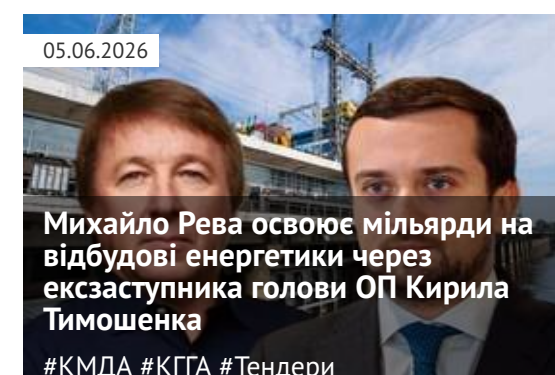 05.06.2026
Михайло Рева освоює мільярди на
відбудові енергетики через
ексзаступника голови ОП Кирила
Тимошенка
#КМДА #КГГА #Тендери